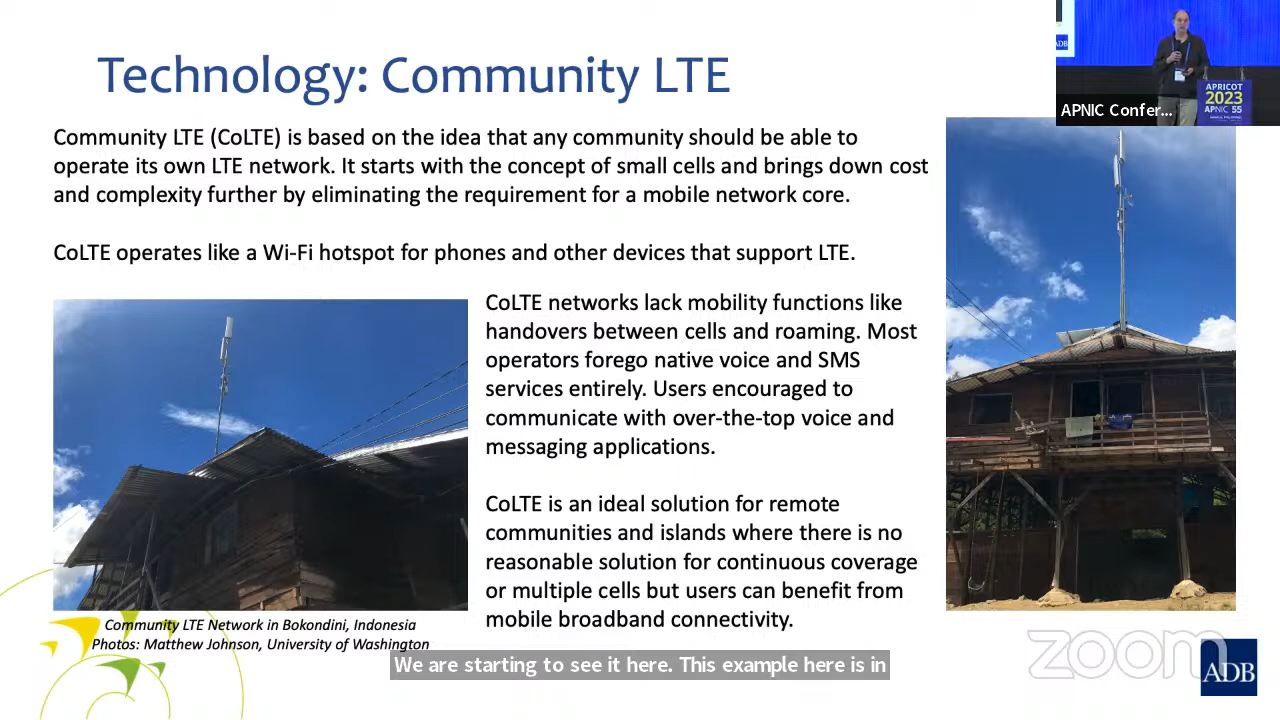 Technology: Community LTE
Community LTE (CoLTE) is based on the idea that any community should be able to
operate its own LTE network. It starts with the concept of small cells and brings down cost
and complexity further by eliminating the requirement for a mobile network core.
CoLTE operates like a Wi-Fi hotspot for phones and other devices that support LTE.
CoLTE networks lack mobility functions like
handovers between cells and roaming. Most
operators forego native voice and SMS
services entirely. Users encouraged to
communicate with over-the-top voice and
messaging applications.
CoLTE is an ideal solution for remote
communities and islands where there is no
reasonable solution for continuous coverage
or multiple cells but users can benefit from
mobile broadband connectivity.
Community LTE Network in Bokondini, Indonesia
Photos: Matthew Johnson, University of Washington
We are starting to see it here. This example here is in
ADB
APRICOT
2023
APNIC 55
APNIC Confer...
zoom
ADB